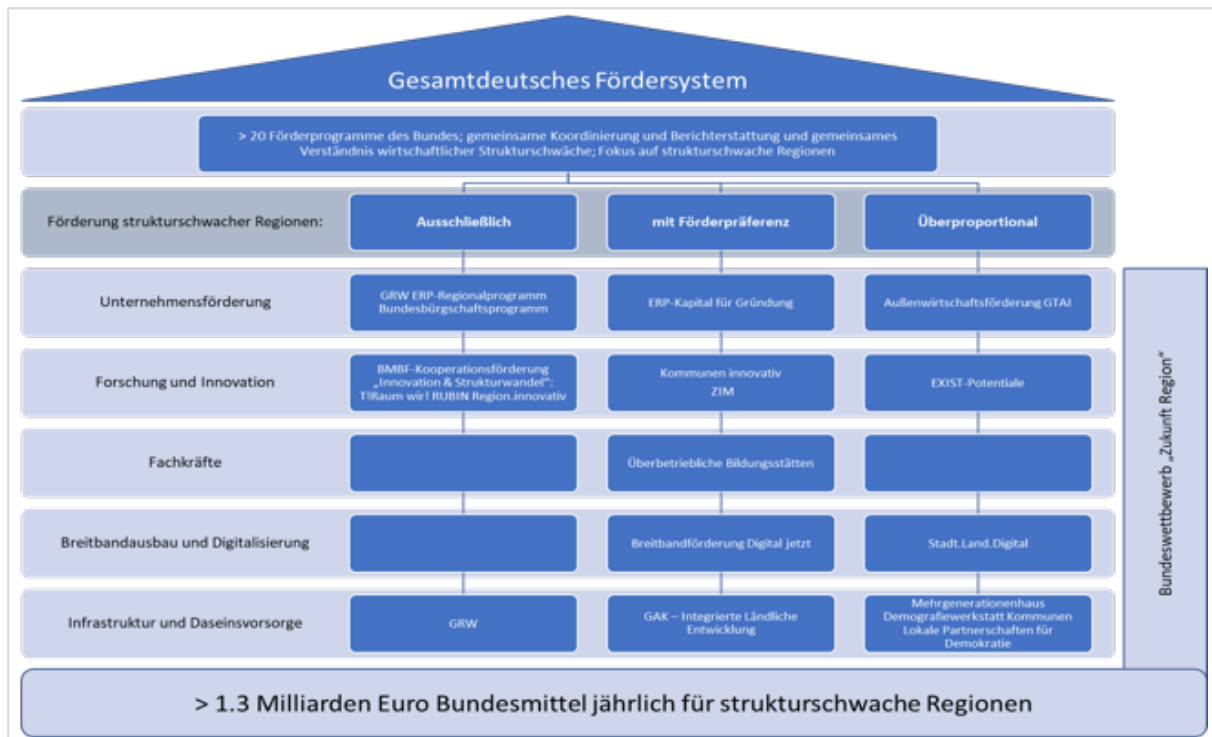 Gesamtdeutsches Fördersystem
> 20 Förderprogramme des Bundes; gemeinsame Koordinierung und Berichterstattung und gemeinsames
Verständnis wirtschaftlicher Strukturschwäche; Fokus auf strukturschwache Regionen
Förderung strukturschwacher Regionen:
Ausschließlich
mit Förderpräferenz
Überproportional
Unternehmensförderung
GRW ERP-Regionalprogramm
Bundesbürgschaftsprogramm
ERP-Kapital für Gründung
Außenwirtschaftsförderung GTAI
Forschung und Innovation
BMBF-Kooperationsförderung
„Innovation & Strukturwandel“:
T!Raum wir! RUBIN Region.innovativ
Kommunen innovativ
ZIM
EXIST-Potentiale
Fachkräfte
Überbetriebliche Bildungsstätten
Breitbandausbau und Digitalisierung
Breitbandförderung Digital jetzt
Stadt.Land.Digital
Infrastruktur und Daseinsvorsorge
GRW
GAK – Integrierte Ländliche
Entwicklung
Mehrgenerationenhaus
Demografiewerkstatt Kommunen
Lokale Partnerschaften für
Demokratie
Bundeswettbewerb „Zukunft Region“
> 1.3 Milliarden Euro Bundesmittel jährlich für strukturschwache Regionen